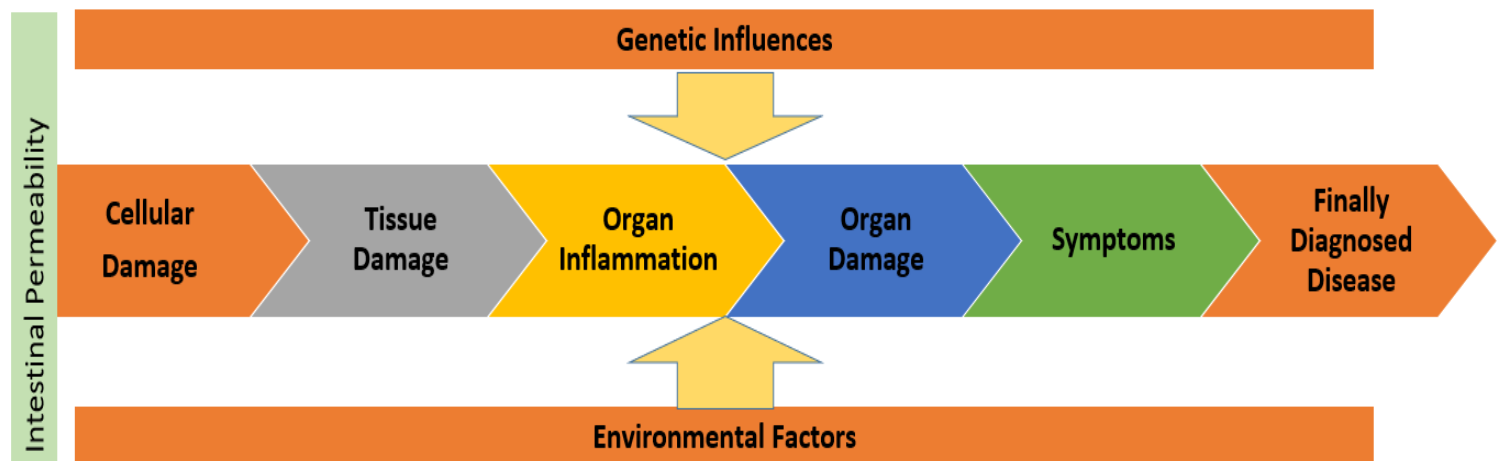 Intestinal Permeability
Genetic Influences
Cellular
Damage
Tissue
Damage
Organ
Inflammation
Organ
Damage
Symptoms
Finally
Diagnosed
Disease
Environmental Factors